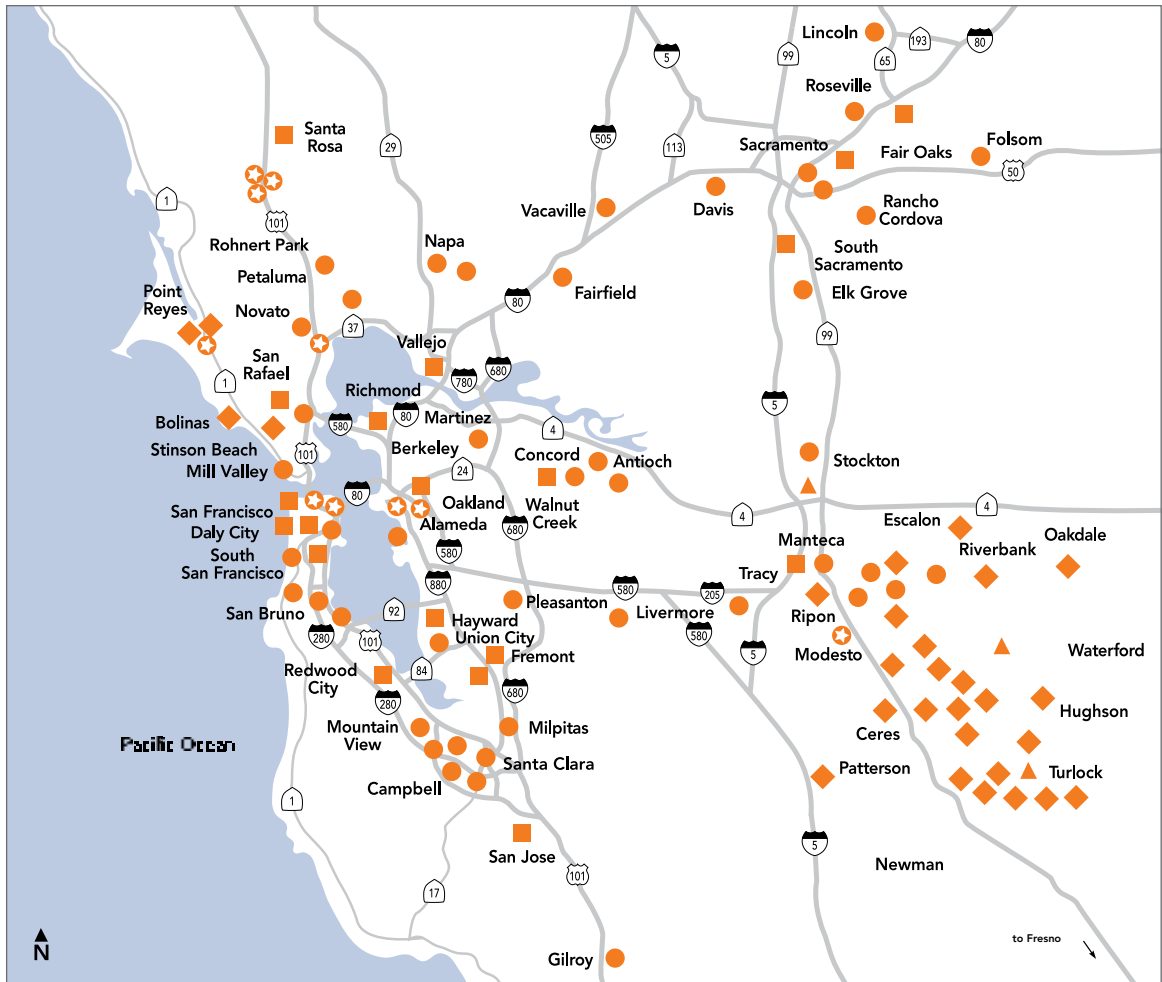 Lincoln
193
80
5
99
65
Roseville
Santa
Rosa
505
29
113
Sacramento
Fair Oaks
Folsom
50
1
Vacaville
Davis
Rancho
Cordova
101
Rohnert Park
Napa
South
Sacramento
Petaluma
Fairfield
Elk Grove
Point
Reyes
Novato
80
37
99
Vallejo
680
San
Rafael
780
1
Richmond
5
Bolinas
580
80
Martinez
4
Stinson Beach
101
Berkeley
Mill Valley
24
Concord
Antioch
Stockton
80
San Francisco
Oakland
Walnut
Creek
4
4
Daly City
Alameda
680
Escalon
South
San Francisco
580
Manteca
Riverbank
Oakdale
880
580
205
Tracy
San Bruno
92
Pleasanton
Livermore
Ripon
280
101
Hayward
Union City
580
5
Modesto
Waterford
Redwood
City
84
Fremont
280
680
Hughson
Mountain
View
Milpitas
Ceres
Pacific Ocean
Santa Clara
Patterson
Turlock
Campbell
1
San Jose
5
Newman
101
17
to Fresno
N
Gilroy